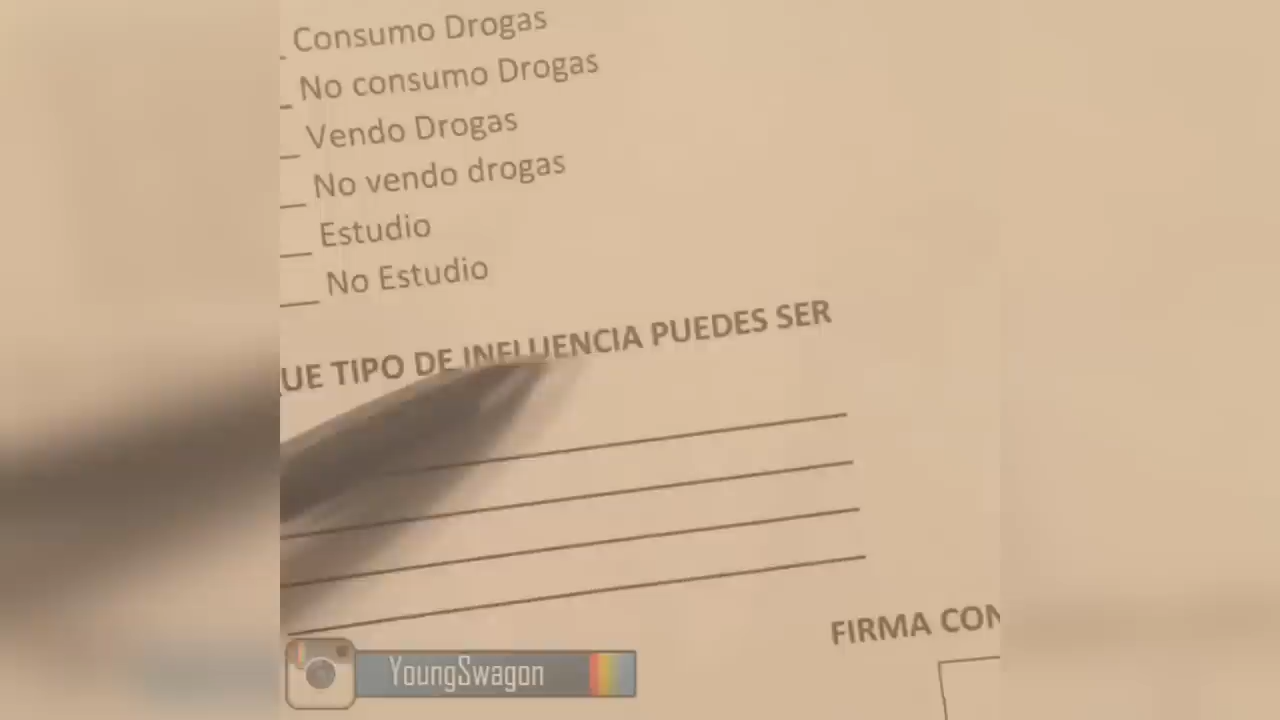 Consumo Drogas
No consumo Drogas
Vendo Drogas
No vendo drogas
Estudio
No Estudio
UE TIPO DE INFLUENCIA PUEDES SER
FIRMA CON
YoungSwagon